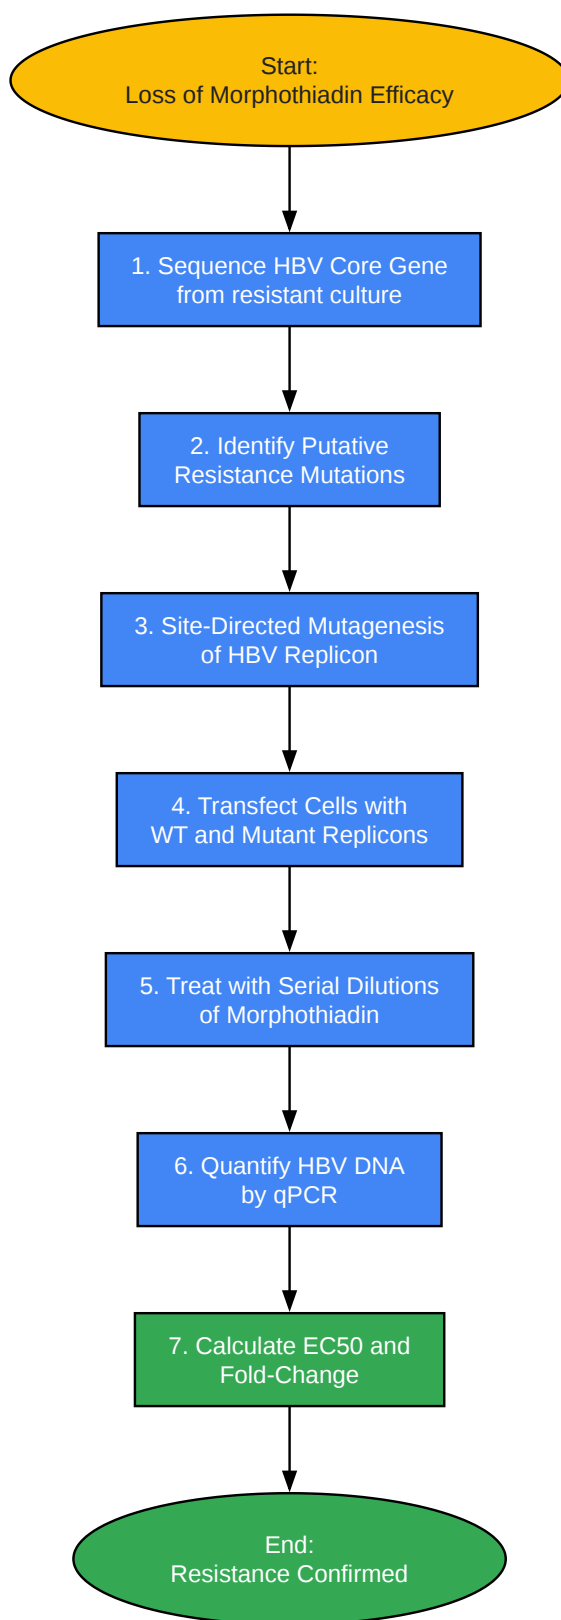 Start:
Loss of Morphothiadin Efficacy
1. Sequence HBV Core Gene
from resistant culture
2. Identify Putative
Resistance Mutations
3. Site-Directed Mutagenesis
of HBV Replicon
4. Transfect Cells with
WT and Mutant Replicons
5. Treat with Serial Dilutions
of Morphothiadin
6. Quantify HBV DNA
by qPCR
7. Calculate EC50 and
Fold-Change
End:
Resistance Confirmed